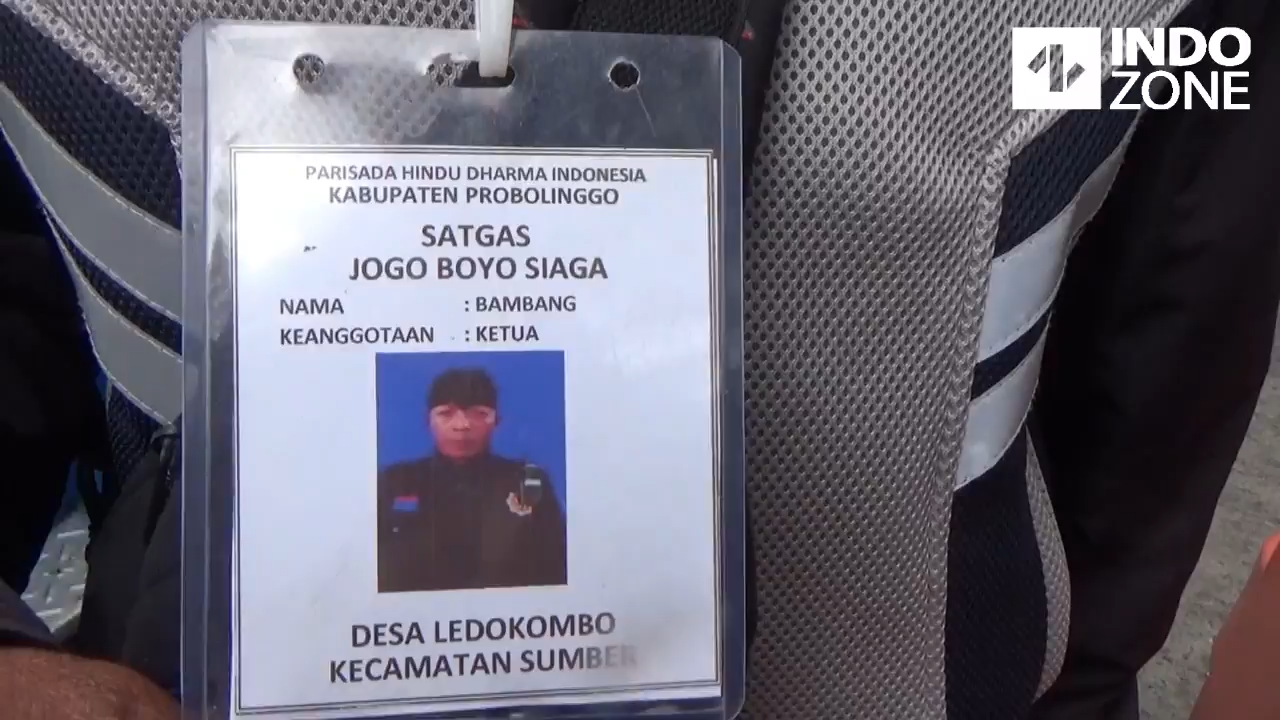 INDO
ZONE
PARISADA HINDU DHARMA INDONESIA
KABUPATEN PROBOLINGGO
SATGAS
JOGO BOYO SIAGA
NAMA : BAMBANG
KEANGGOTAAN : KETUA
DESA LEDOKOMBO
KECAMATAN SUMBER